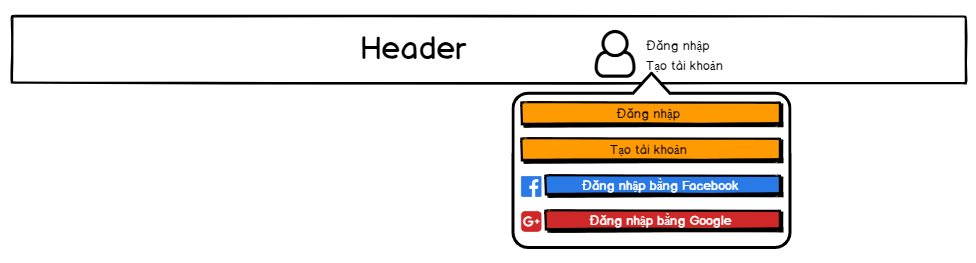 Header
Đăng nhập
Tạo tài khoản
Đăng nhập
Tạo tài khoản
Đăng nhập bằng Facebook
G+
Đăng nhập bằng Google